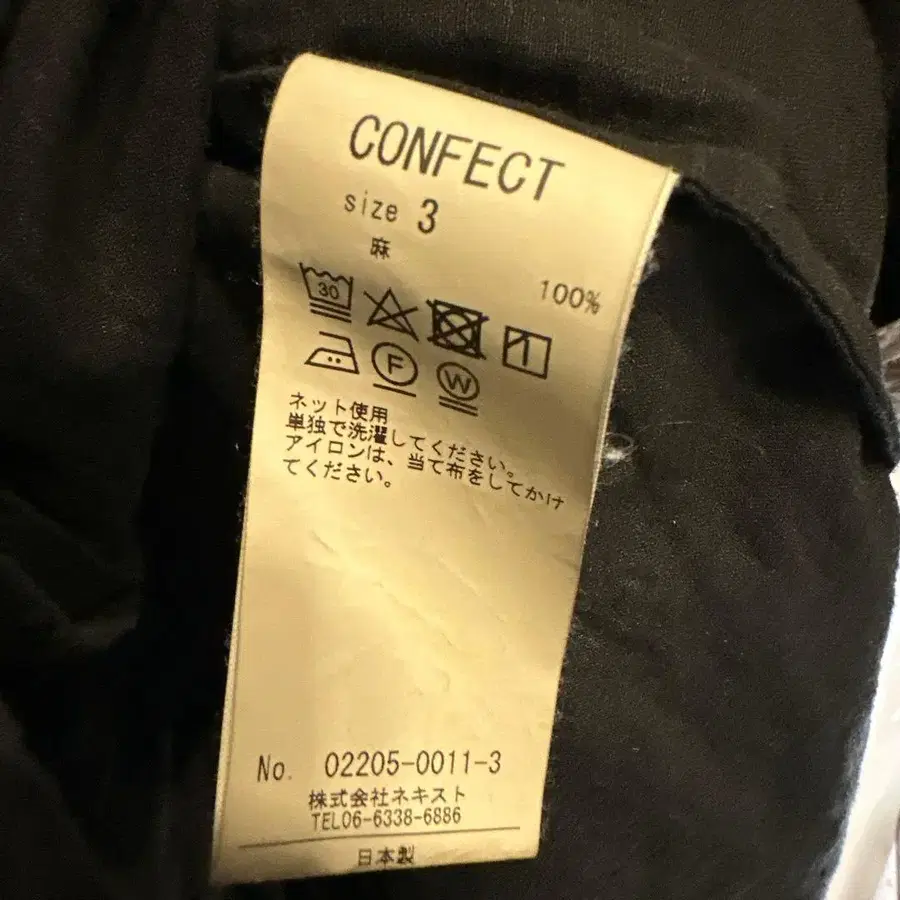 CONFECT
size 3
麻
100%
30
F W
ネット使用
単独で洗濯してください。
アイロンは、当て布をしてかけ
てください。
No. 02205-0011-3
株式会社ネキスト
TEL06-6338-6886
日本製